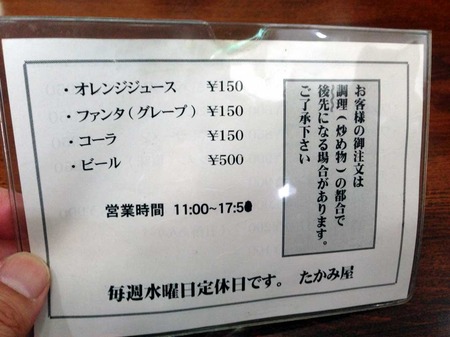 ・オレンジジュース ￥150
・ファンタ(グレープ) ￥150
・コーラ ￥150
・ビール ￥500
営業時間 11:00~17:50
お客様の御注文は
調理(炒め物)の都合で
後先になる場合があります。
ご了承下さい
毎週水曜日定休日です。 たかみ屋